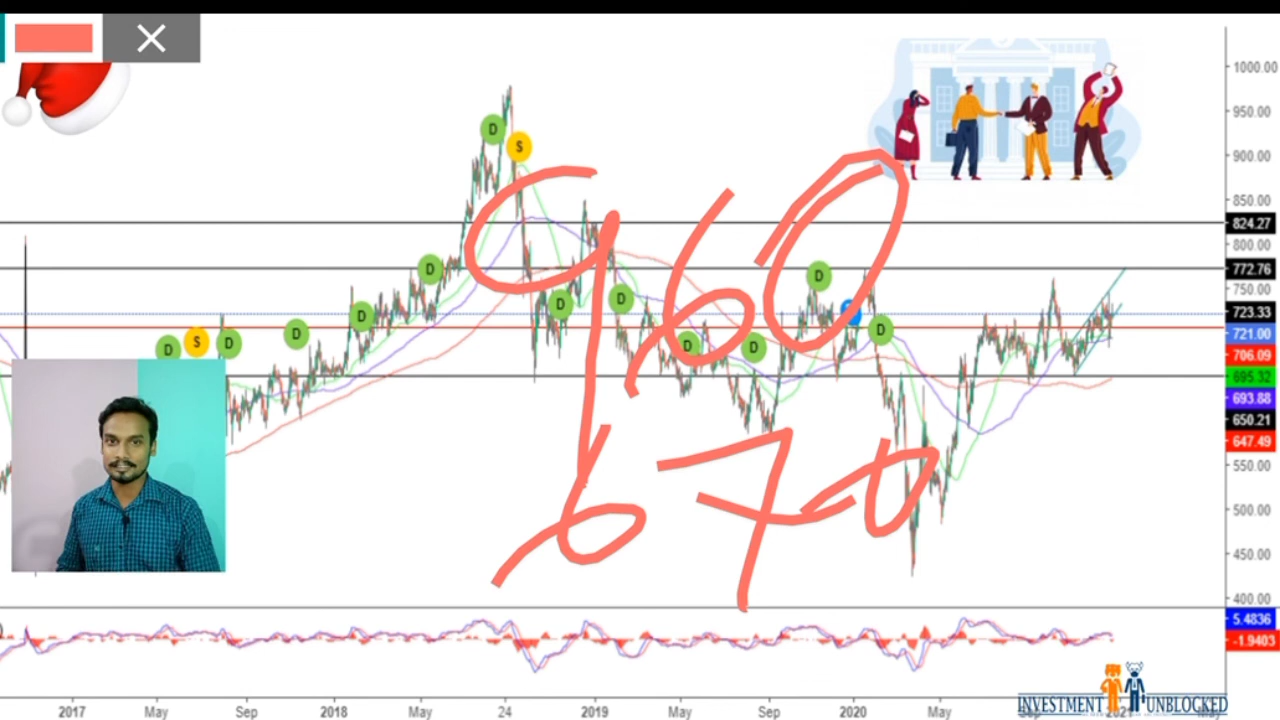 1000.00
950.00
900.00
850.00
824.27
800.00
772.76
750.00
723.33
721.00
706.09
695.32
693.88
650.21
647.49
550.00
500.00
450.00
400.00
5.4836
-1.9403
D
S
D
D
D
D
D
D
D
D
D
D
S
D
D
960
670
2017 May Sep 2018 May 24 2019 May Sep 2020 May Sep 2021
INVESTMENT UNBLOCKED